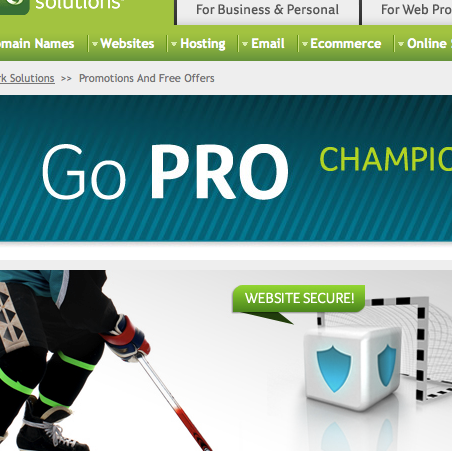 solutions
For Business & Personal
For Web Pro
omain Names
Websites
Hosting
Email
Ecommerce
Online
rk Solutions >> Promotions And Free Offers
Go PRO
CHAMPIO
WEBSITE SECURE!